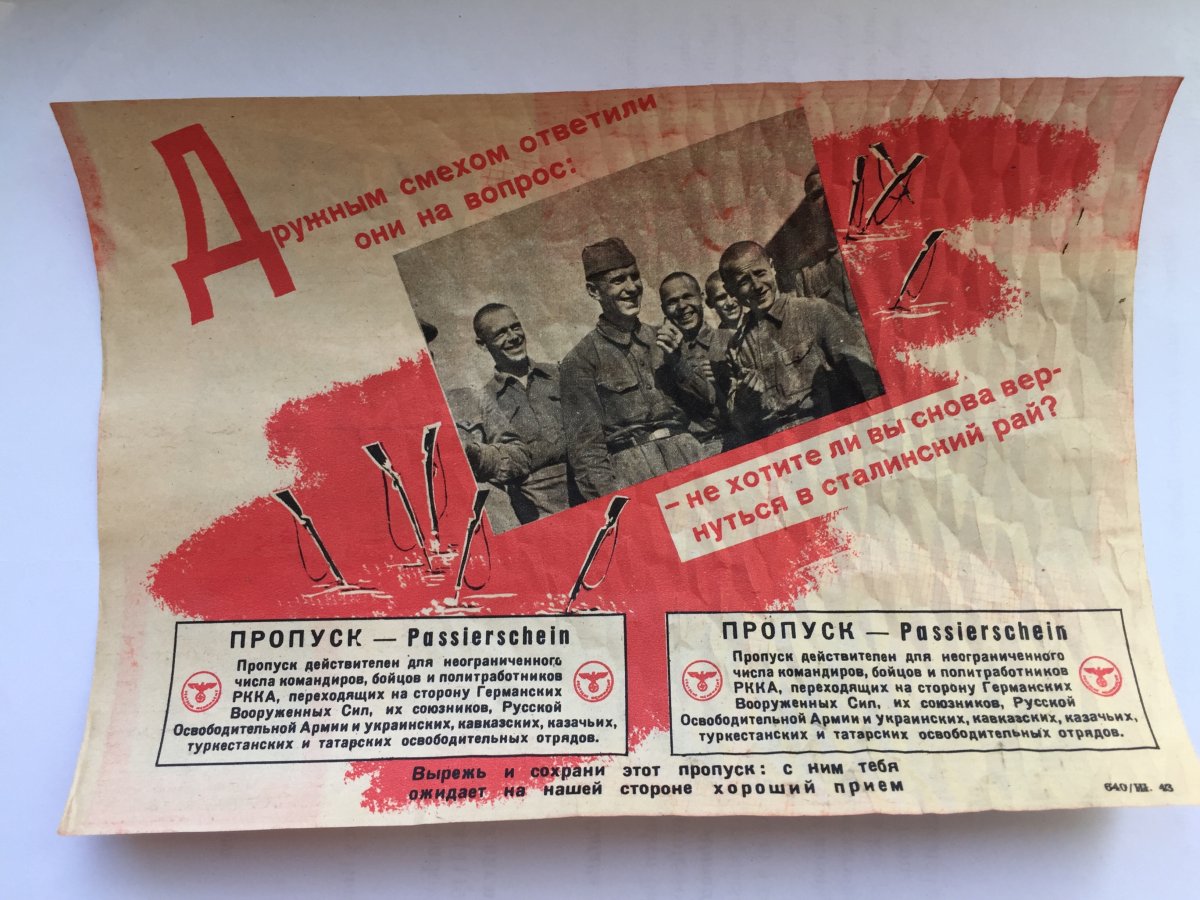 Дружным смехом ответили
они на вопрос:
– не хотите ли вы снова вер-
нуться в сталинский рай?
ПРОПУСК — Passierschein
Пропуск действителен для неограниченного
числа командиров, бойцов и политработников
РККА, переходящих на сторону Германских
Вооруженных Сил, их союзников, Русской
Освободительной Армии и украинских, кавказских, казачьих,
туркестанских и татарских освободительных отрядов.
ПРОПУСК — Passierschein
Пропуск действителен для неограниченного
числа командиров, бойцов и политработников
РККА, переходящих на сторону Германских
Вооруженных Сил, их союзников, Русской
Освободительной Армии и украинских, кавказских, казачьих,
туркестанских и татарских освободительных отрядов.
Вырежь и сохрани этот пропуск: с ним тебя
ожидает на нашей стороне хороший прием